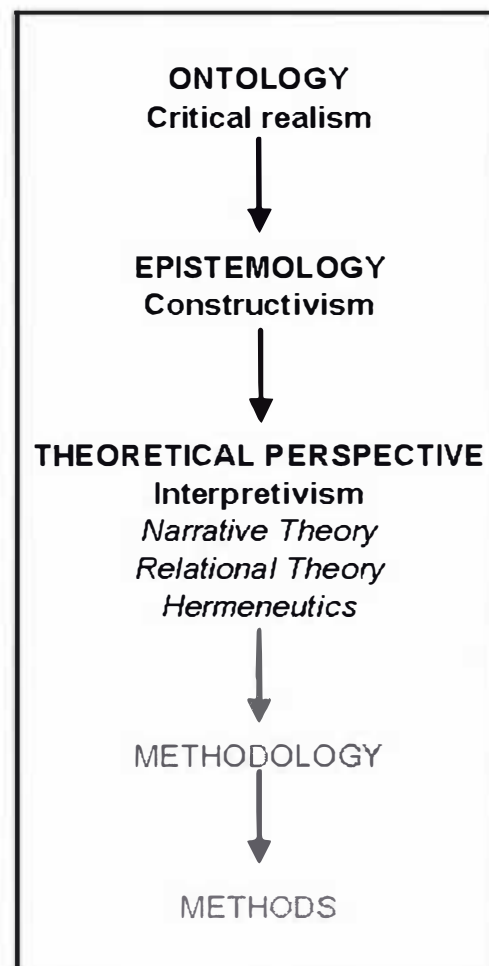 ONTOLOGY
Critical realism
EPISTEMOLOGY
Constructivism
THEORETICAL PERSPECTIVE
Interpretivism
Narrative Theory
Relational Theory
Hermeneutics
METHODOLOGY
METHODS